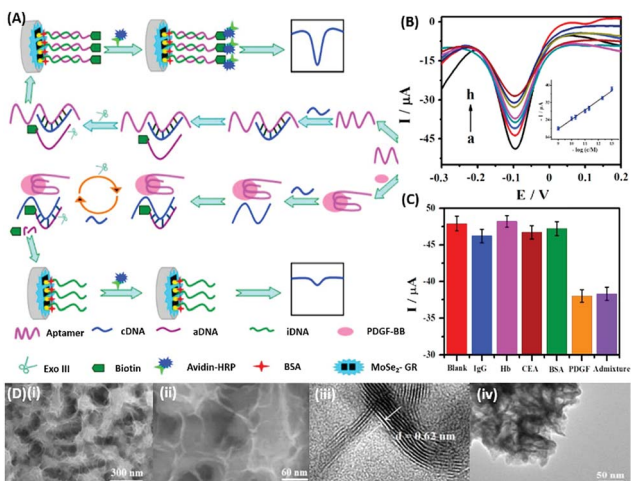 (A)
Aptamer
cDNA
aDNA
iDNA
PDGF-BB
Exo III
Biotin
Avidin-HRP
BSA
MoSe₂- GR
(B)
0
-15
-30
-45
I / μA
h
a
- log (c/M)
-0.3 -0.2 -0.1 0.0 0.1 0.2
E / V
(C)
-50
-45
-40
-35
-30
I / μA
Blank IgG Hb CEA BSA PDGF Admixture
(D)(i)
300 nm
(ii)
60 nm
(iii)
d = 0.62 nm
(iv)
50 nm